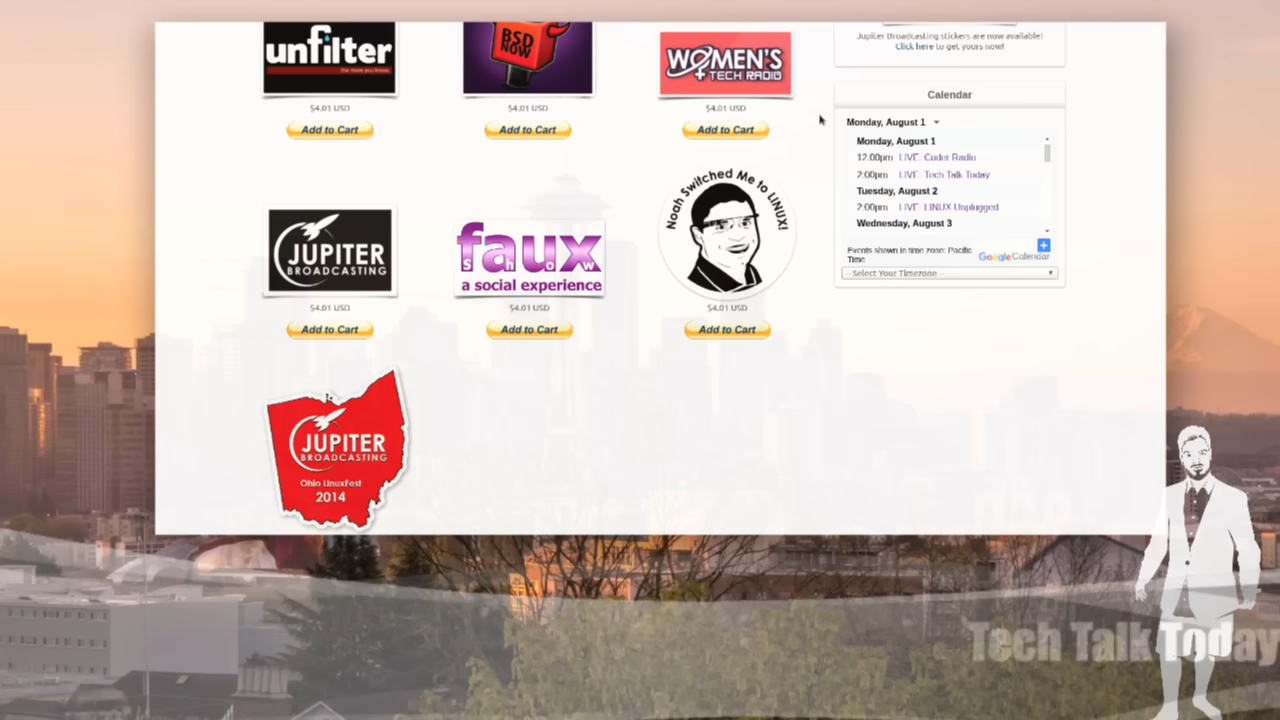 unfilter
the more you know.
$4.01 USD
Add to Cart
BSD
NOW
$4.01 USD
Add to Cart
WOMEN'S
TECH RADIO
$4.01 USD
Add to Cart
Jupiter Broadcasting stickers are now available!
Click here to get yours now!
Calendar
Monday, August 1
Monday, August 1
12:00pm LIVE: Coder Radio
2:00pm LIVE: Tech Talk Today
Tuesday, August 2
2:00pm LIVE: LINUX Unplugged
Wednesday, August 3
Events shown in time zone: Pacific
Time
Google Calendar
-- Select Your Timezone --
JUPITER
BROADCASTING
$4.01 USD
Add to Cart
faux
Show
a social experience
$4.01 USD
Add to Cart
Noah Switched Me to LINUX!
$4.01 USD
Add to Cart
JUPITER
BROADCASTING
Ohio LinuxFest
2014
Tech Talk Today